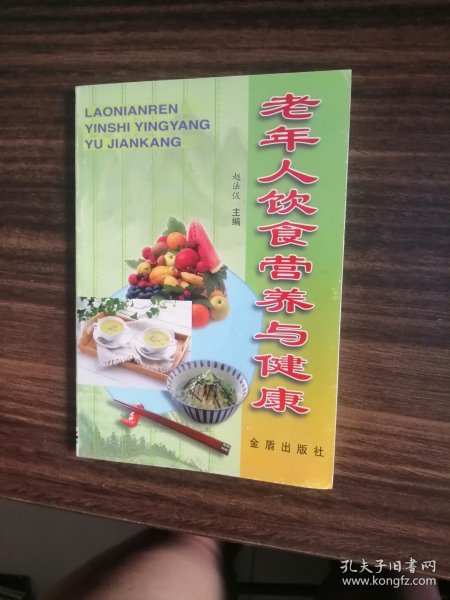 LAONIANREN
YINSHI YINGYANG
YU JIANKANG
老年人饮食营养与健康
赵法伋 主编
金盾出版社
孔夫子旧书网
www.kongfz.com